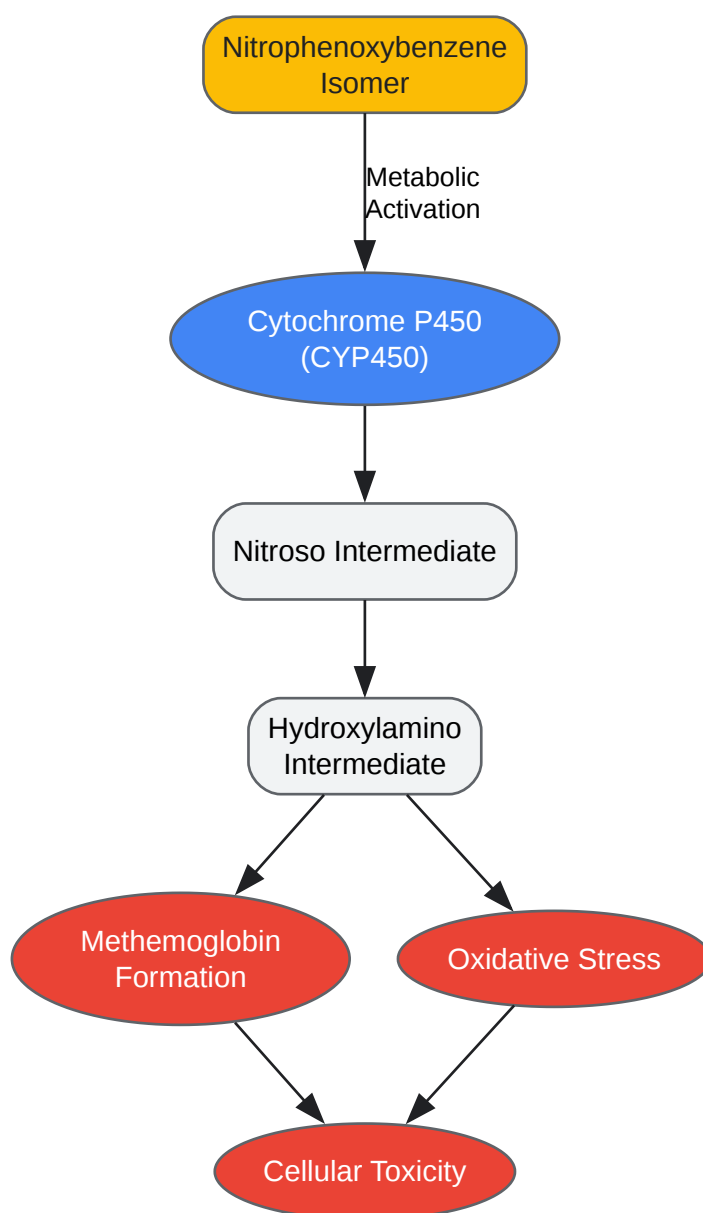 Nitrophenoxybenzene
Isomer
Metabolic
Activation
Cytochrome P450
(CYP450)
Nitroso Intermediate
Hydroxylamino
Intermediate
Methemoglobin
Formation
Oxidative Stress
Cellular Toxicity